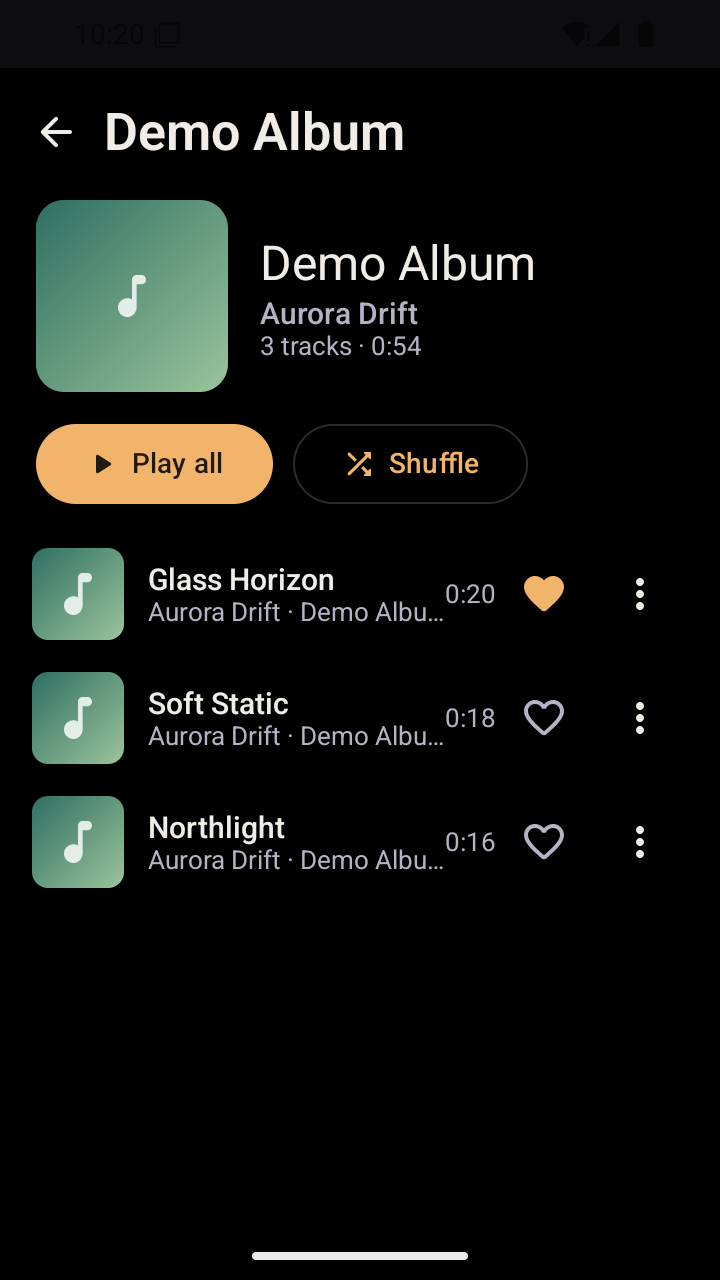 10:20
Demo Album
Demo Album
Aurora Drift
3 tracks · 0:54
Play all
Shuffle
Glass Horizon
Aurora Drift · Demo Albu… 0:20
Soft Static
Aurora Drift · Demo Albu… 0:18
Northlight
Aurora Drift · Demo Albu… 0:16